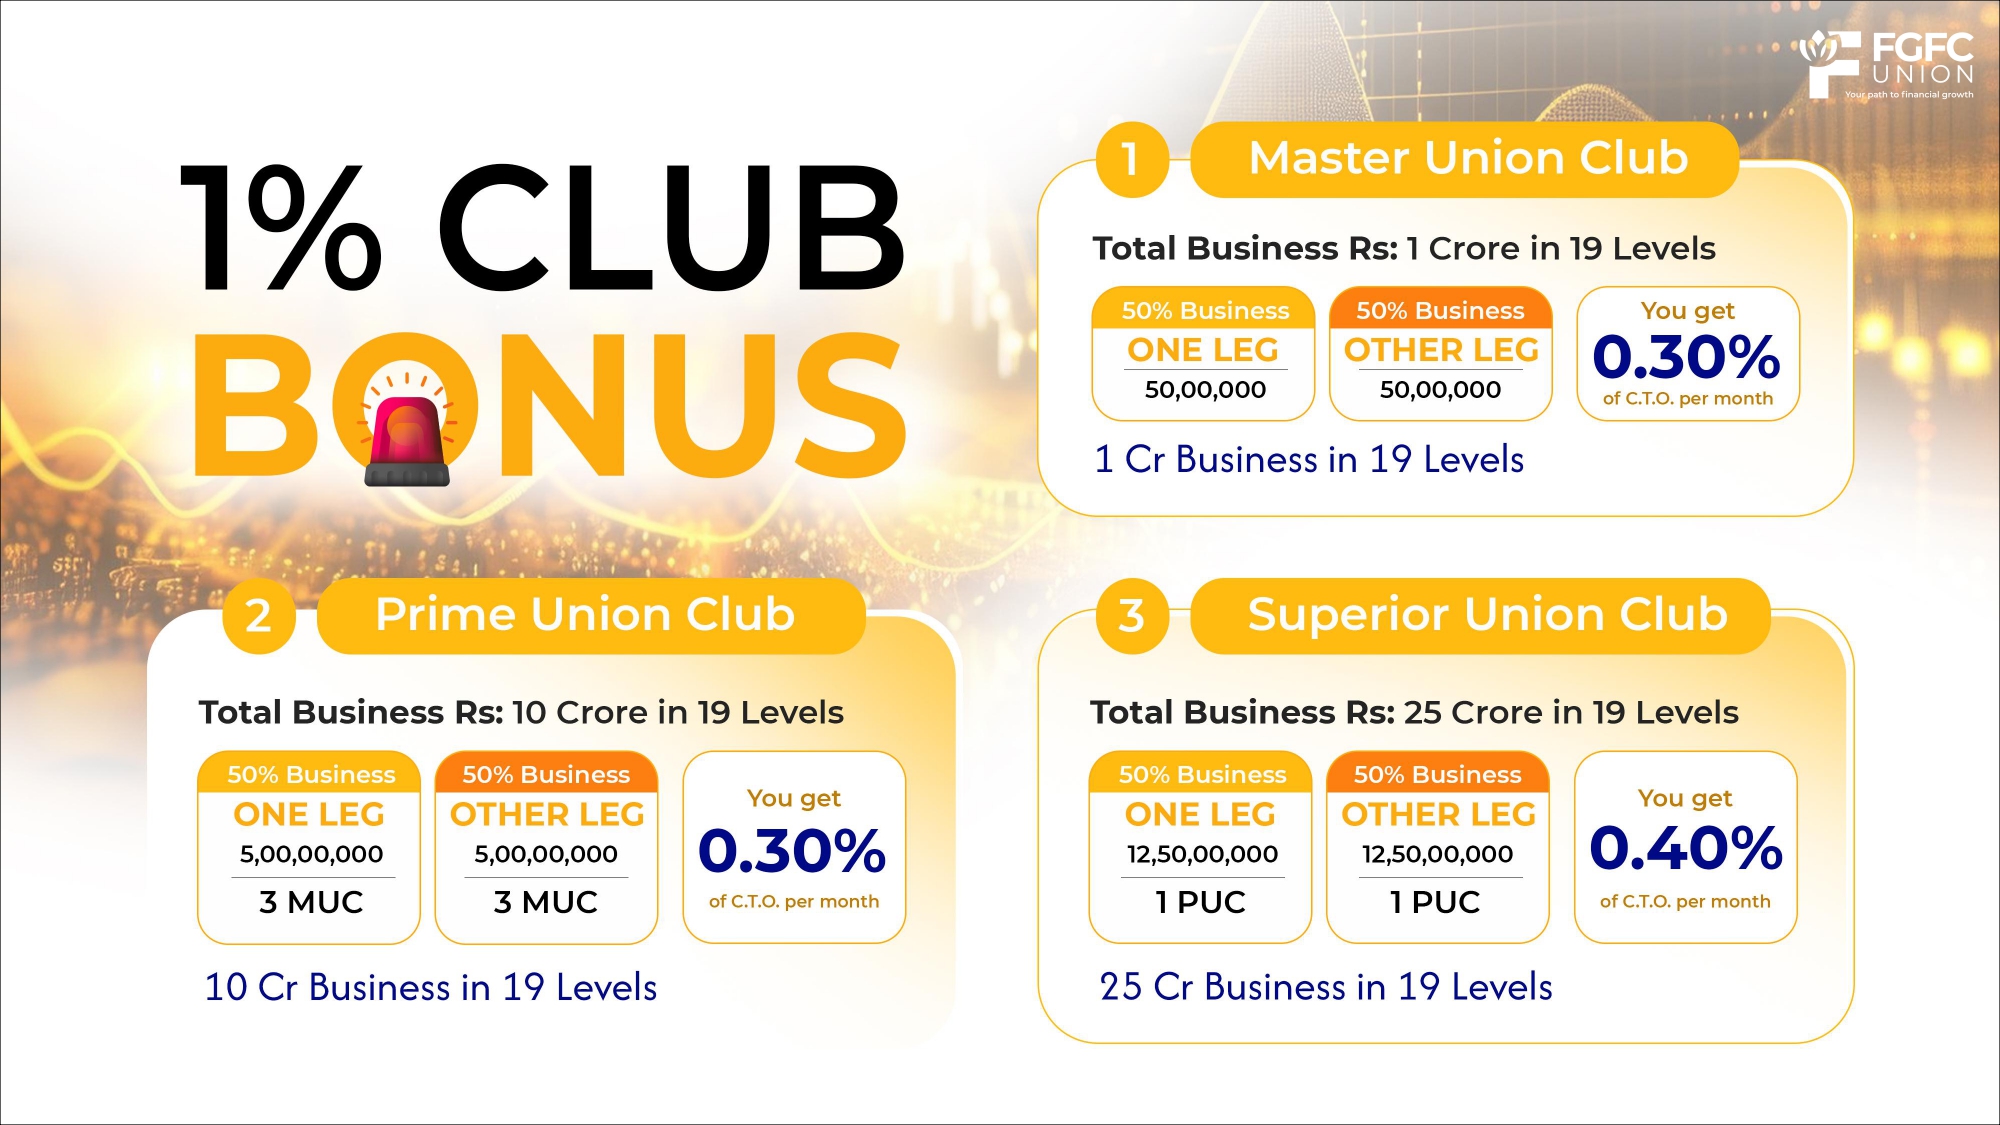 FGFC
UNION
Your path to financial growth
1% CLUB
BONUS
1
Master Union Club
Total Business Rs: 1 Crore in 19 Levels
50% Business
ONE LEG
50,00,000
50% Business
OTHER LEG
50,00,000
You get
0.30%
of C.T.O. per month
1 Cr Business in 19 Levels
2
Prime Union Club
Total Business Rs: 10 Crore in 19 Levels
50% Business
ONE LEG
5,00,00,000
3 MUC
50% Business
OTHER LEG
5,00,00,000
3 MUC
You get
0.30%
of C.T.O. per month
10 Cr Business in 19 Levels
3
Superior Union Club
Total Business Rs: 25 Crore in 19 Levels
50% Business
ONE LEG
12,50,00,000
1 PUC
50% Business
OTHER LEG
12,50,00,000
1 PUC
You get
0.40%
of C.T.O. per month
25 Cr Business in 19 Levels